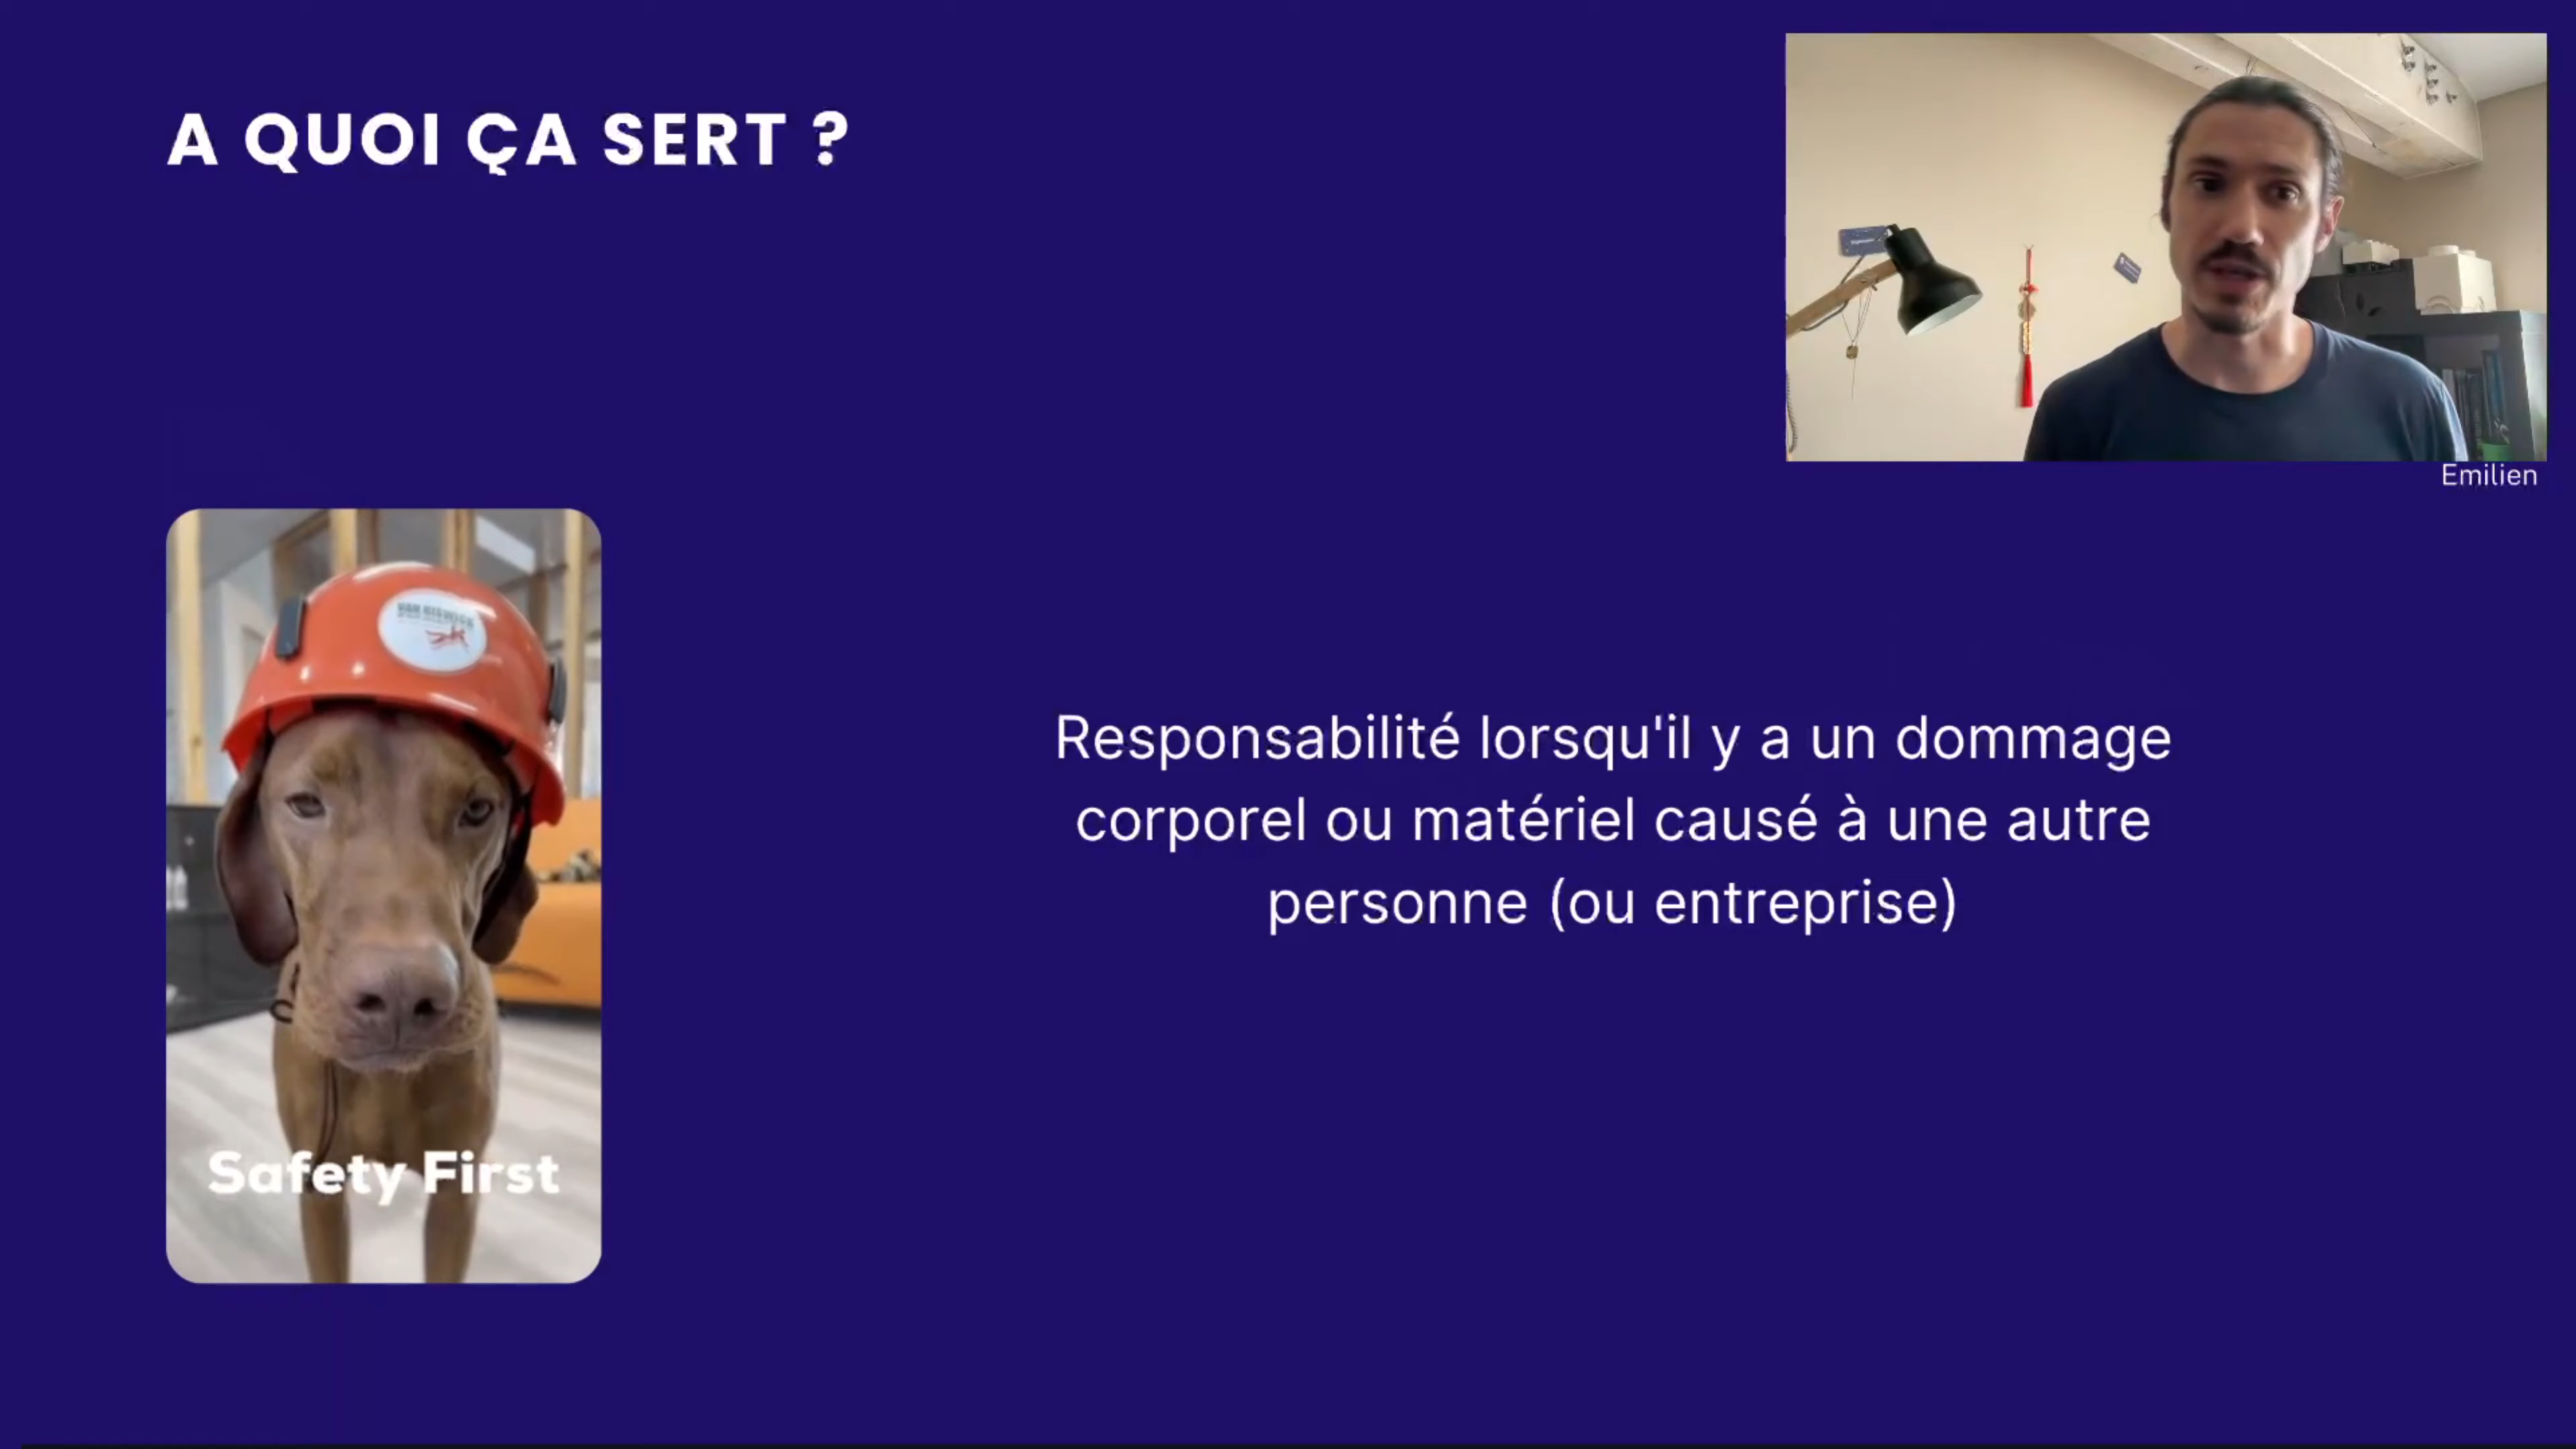 A QUOI ÇA SERT ?
Emilien
Responsabilité lorsqu'il y a un dommage
corporel ou matériel causé à une autre
personne (ou entreprise)
Safety First